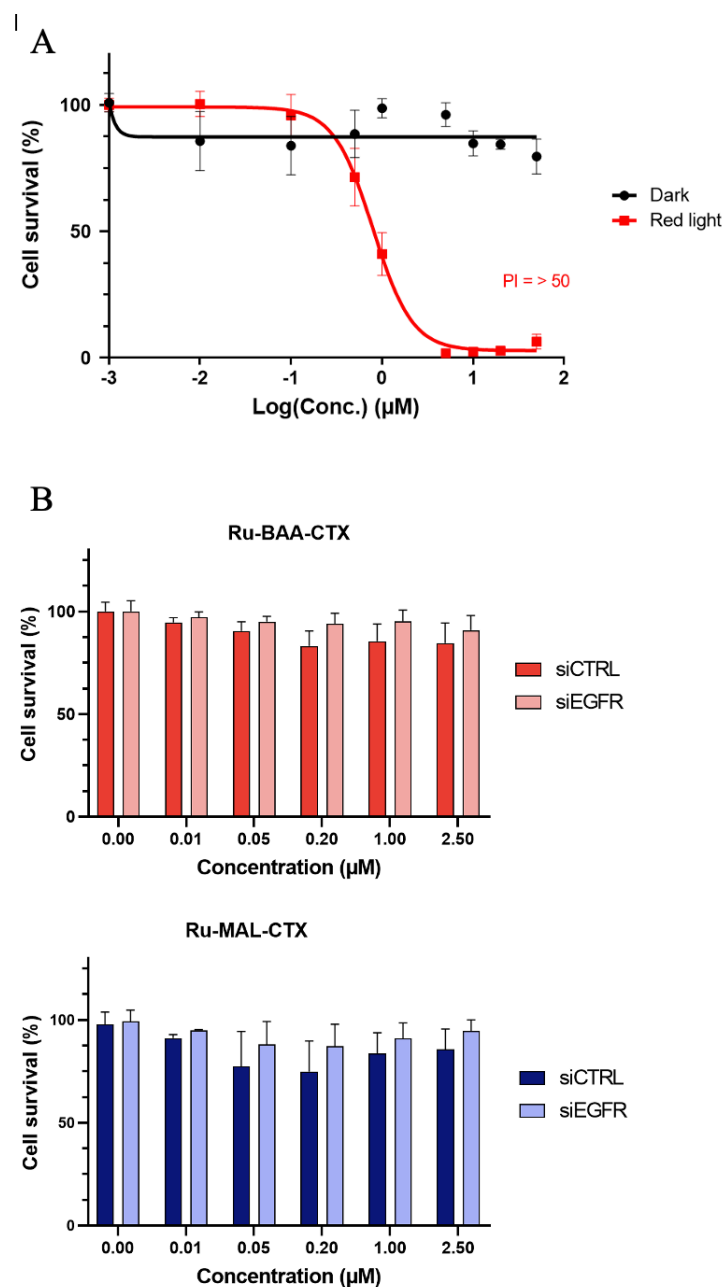 A
Cell survival (%)
100
50
0
-3
-2
-1
0
1
2
Log(Conc.) (µM)
Dark
Red light
PI = > 50
B
Ru-BAA-CTX
Cell survival (%)
100
50
0
0.00
0.01
0.05
0.20
1.00
2.50
Concentration (µM)
siCTRL
siEGFR
Ru-MAL-CTX
Cell survival (%)
100
50
0
0.00
0.01
0.05
0.20
1.00
2.50
Concentration (µM)
siCTRL
siEGFR